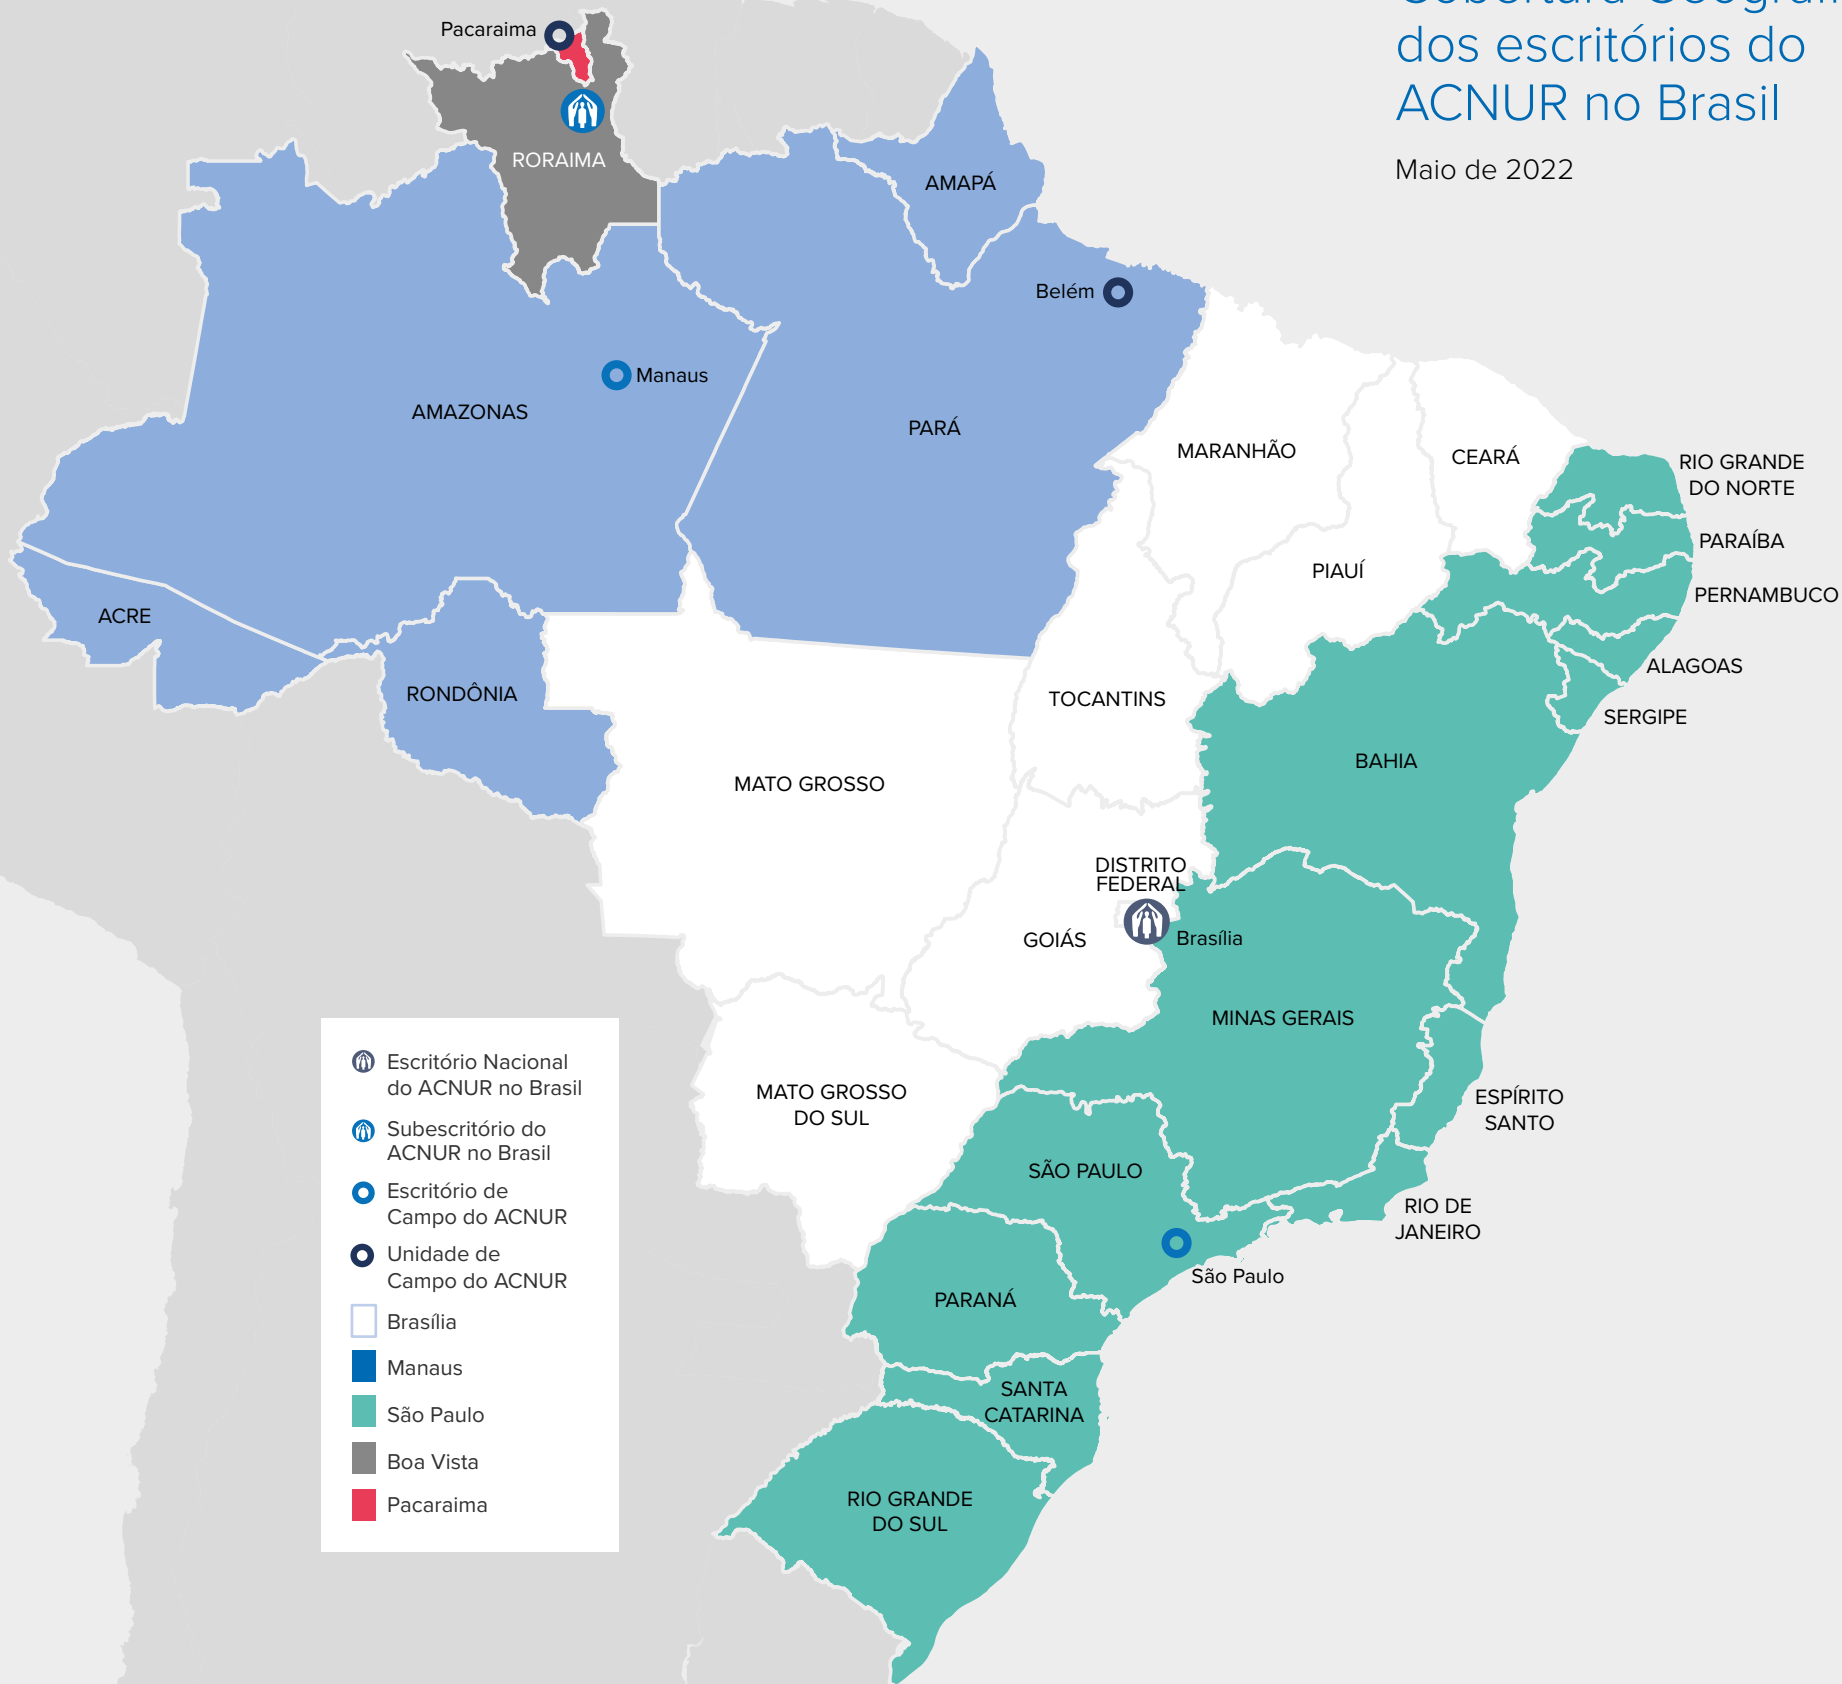 dos escritórios do
ACNUR no Brasil
Maio de 2022
Pacaraima
RORAIMA
AMAPÁ
Belém
Manaus
AMAZONAS
PARÁ
MARANHÃO
CEARÁ
RIO GRANDE
DO NORTE
PARAÍBA
PIAUÍ
PERNAMBUCO
ACRE
ALAGOAS
RONDÔNIA
TOCANTINS
SERGIPE
BAHIA
MATO GROSSO
DISTRITO
FEDERAL
GOIÁS
Brasília
MINAS GERAIS
MATO GROSSO
DO SUL
ESPÍRITO
SANTO
SÃO PAULO
RIO DE
JANEIRO
São Paulo
PARANÁ
SANTA
CATARINA
RIO GRANDE
DO SUL
Escritório Nacional
do ACNUR no Brasil
Subescritório do
ACNUR no Brasil
Escritório de
Campo do ACNUR
Unidade de
Campo do ACNUR
Brasília
Manaus
São Paulo
Boa Vista
Pacaraima